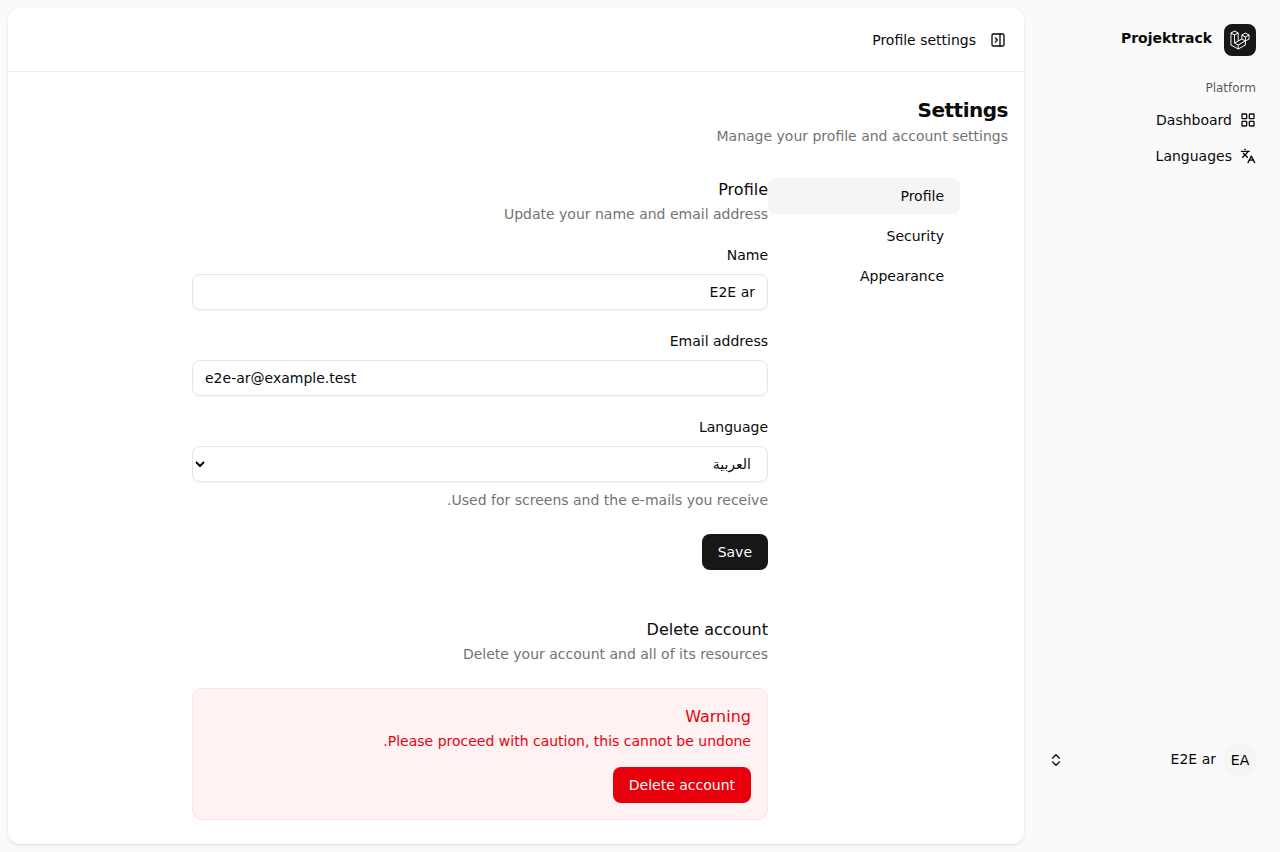 Projektrack
Platform
Dashboard
Languages
E2E ar
EA
Profile settings
Settings
Manage your profile and account settings
Profile
Security
Appearance
Profile
Update your name and email address
Name
E2E ar
Email address
e2e-ar@example.test
Language
العربية
.Used for screens and the e-mails you receive
Save
Delete account
Delete your account and all of its resources
Warning
.Please proceed with caution, this cannot be undone
Delete account